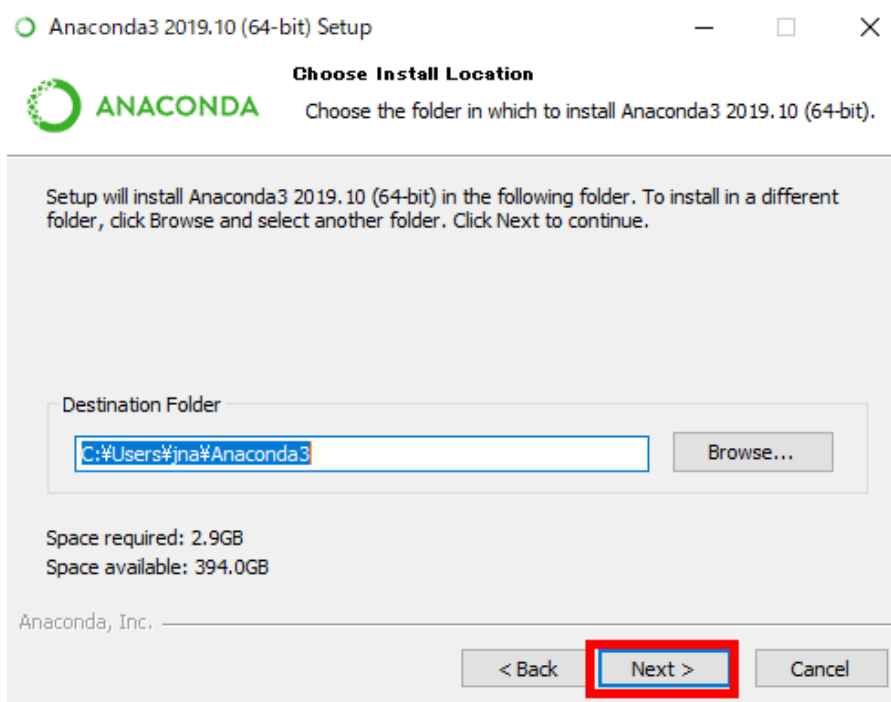 Anaconda3 2019.10 (64-bit) Setup
Choose Install Location
ANACONDA
Choose the folder in which to install Anaconda3 2019.10 (64-bit).
Setup will install Anaconda3 2019.10 (64-bit) in the following folder. To install in a different
folder, click Browse and select another folder. Click Next to continue.
Destination Folder
C:¥Users¥jna¥Anaconda3
Browse...
Space required: 2.9GB
Space available: 394.0GB
Anaconda, Inc.
< Back
Next >
Cancel